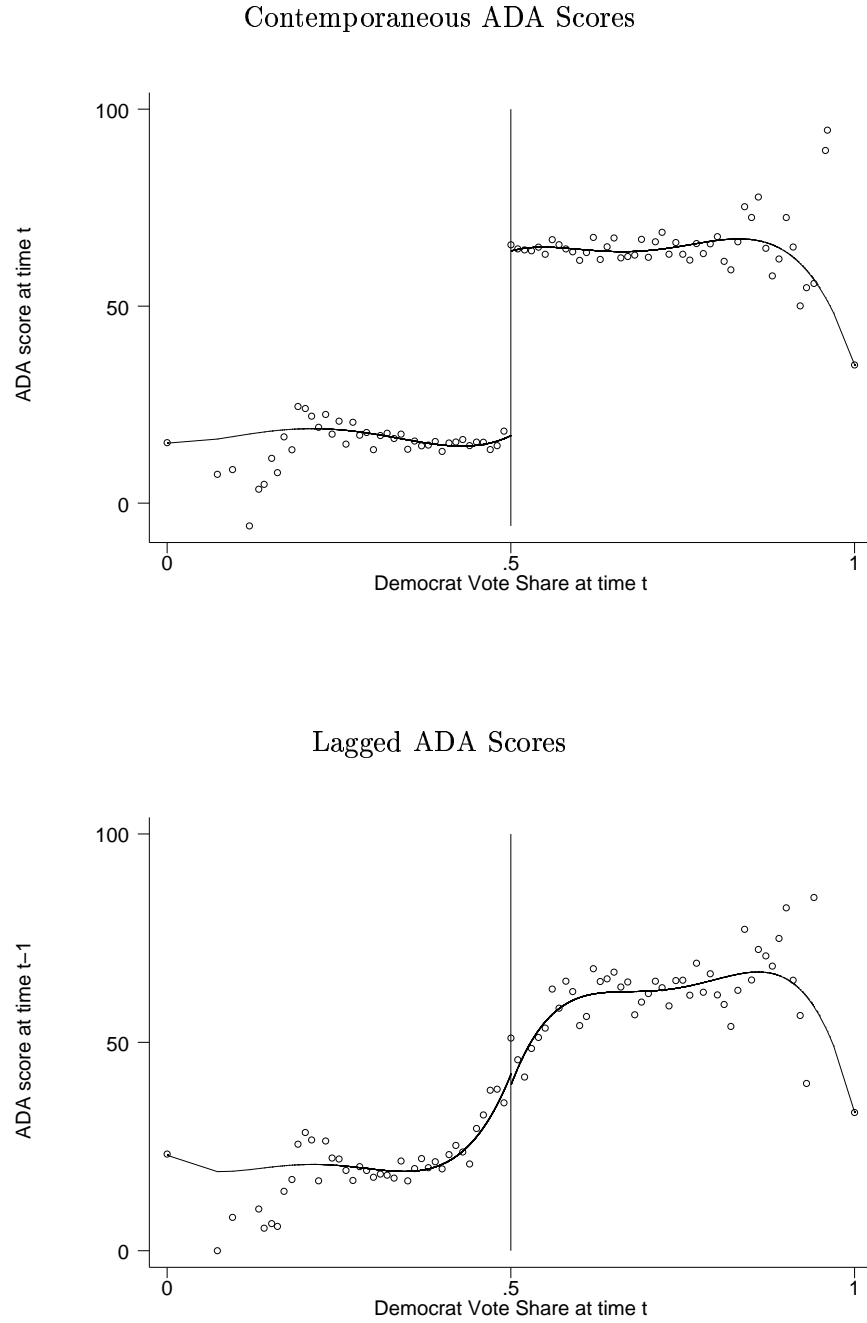 Contemporaneous ADA Scores
100
50
0
ADA score at time t
0 .5 1
Democrat Vote Share at time t
Lagged ADA Scores
100
50
0
ADA score at time t–1
0 .5 1
Democrat Vote Share at time t